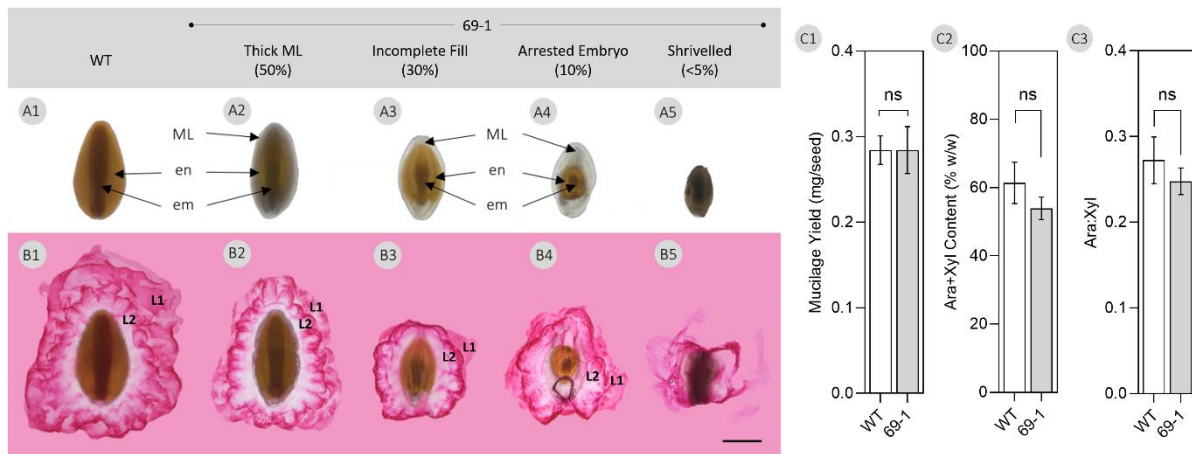 69-1
WT
Thick ML
(50%)
Incomplete Fill
(30%)
Arrested Embryo
(10%)
Shrivelled
(<5%)
A1
A2
A3
A4
A5
ML
en
em
ML
en
em
B1
B2
B3
B4
B5
L1
L2
L1
L2
L2
L1
L2
L1
C1
Mucilage Yield (mg/seed)
0.4
0.3
0.2
0.1
0.0
ns
WT
69-1
C2
Ara+Xyl Content (% w/w)
100
80
60
40
20
0
ns
WT
69-1
C3
Ara:Xyl
0.4
0.3
0.2
0.1
0.0
ns
WT
69-1